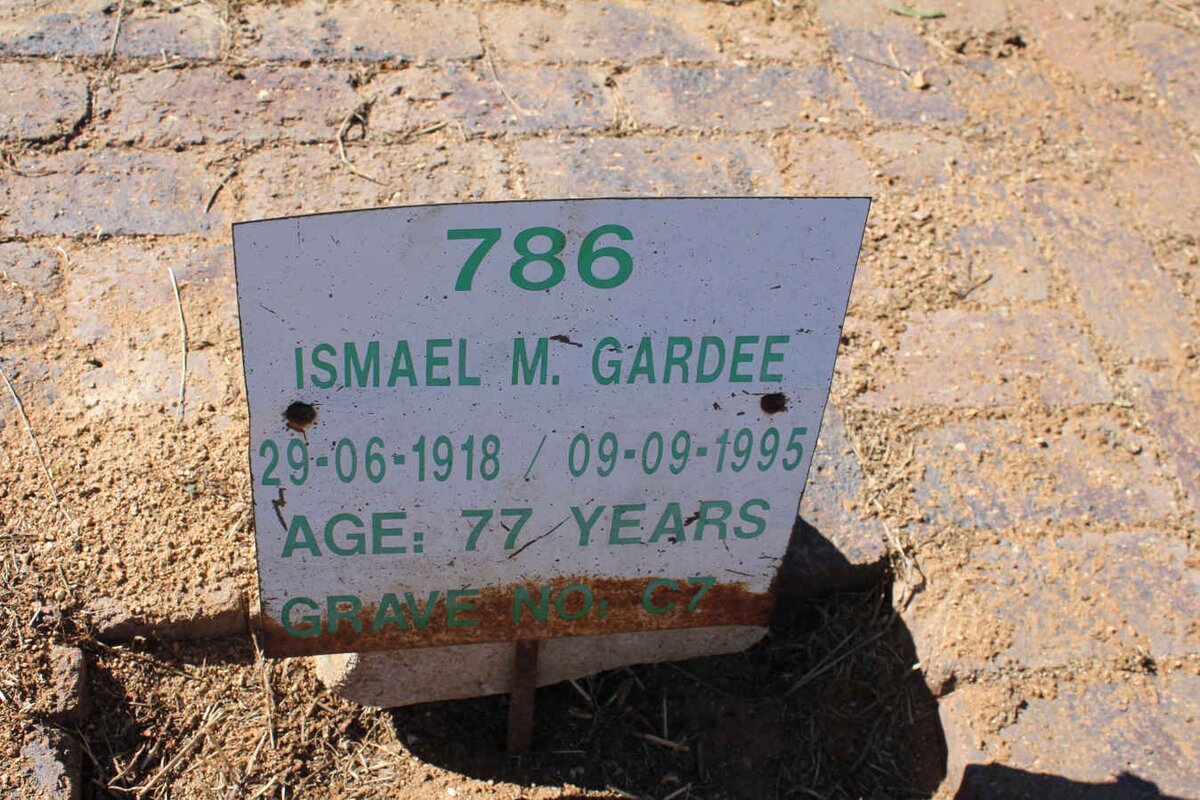 786
ISMAEL M. GARDEE
29-06-1918 / 09-09-1995
AGE: 77 YEARS
GRAVE NO: C7